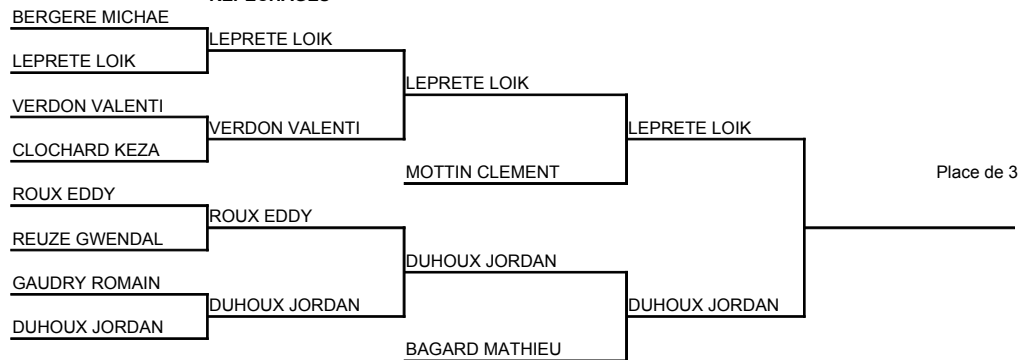 REPECHAGES
BERGERE MICHAE
LEPRETE LOIK
LEPRETE LOIK
LEPRETE LOIK
VERDON VALENTI
VERDON VALENTI
LEPRETE LOIK
CLOCHARD KEZA
MOTTIN CLEMENT
Place de 3
ROUX EDDY
ROUX EDDY
REUZE GWENDAL
DUHOUX JORDAN
GAUDRY ROMAIN
DUHOUX JORDAN
DUHOUX JORDAN
DUHOUX JORDAN
BAGARD MATHIEU